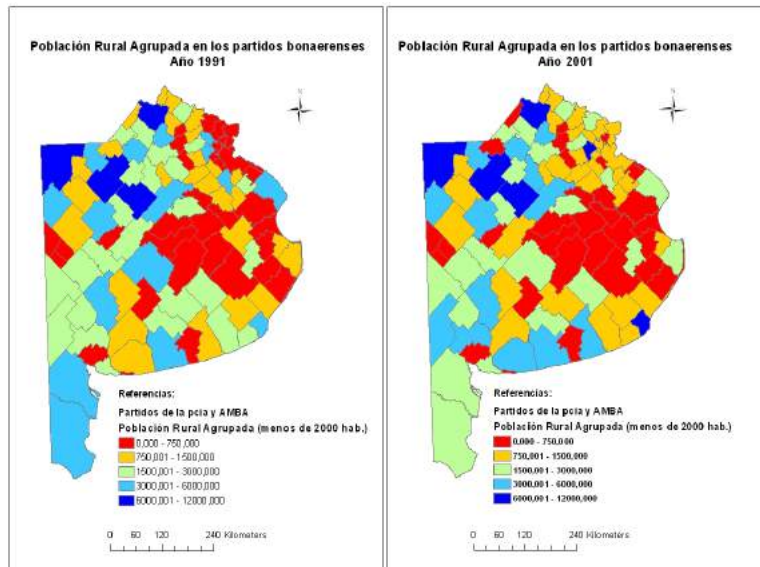 Población Rural Agrupada en los partidos bonaerenses
Año 1991
N
Referencias:
Partidos de la pcia y AMBA
Población Rural Agrupada (menos de 2000 hab.)
0,000 - 750,000
750,001 - 1500,000
1500,001 - 3000,000
3000,001 - 6000,000
6000,001 - 12000,000
0 60 120 240 Kilometers
Población Rural Agrupada en los partidos bonaerenses
Año 2001
N
Referencias:
Partidos de la pcia y AMBA
Población Rural Agrupada (menos de 2000 hab.)
0,000 - 750,000
750,001 - 1500,000
1500,001 - 3000,000
3000,001 - 6000,000
6000,001 - 12000,000
0 60 120 240 Kilometers